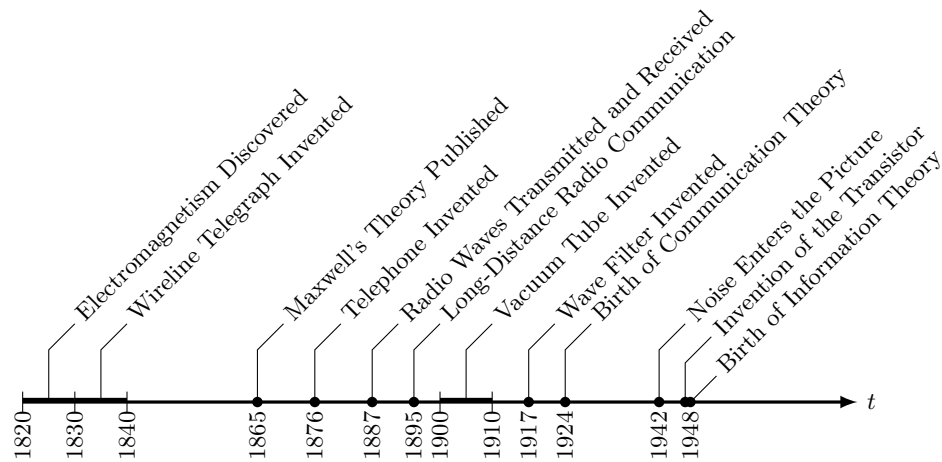 Electromagnetism Discovered
Wireline Telegraph Invented
Maxwell's Theory Published
Telephone Invented
Radio Waves Transmitted and Received
Long-Distance Radio Communication
Vacuum Tube Invented
Wave Filter Invented
Birth of Communication Theory
Noise Enters the Picture
Invention of the Transistor
Birth of Information Theory
t
1820
1830
1840
1865
1876
1887
1895
1900
1910
1917
1924
1942
1948